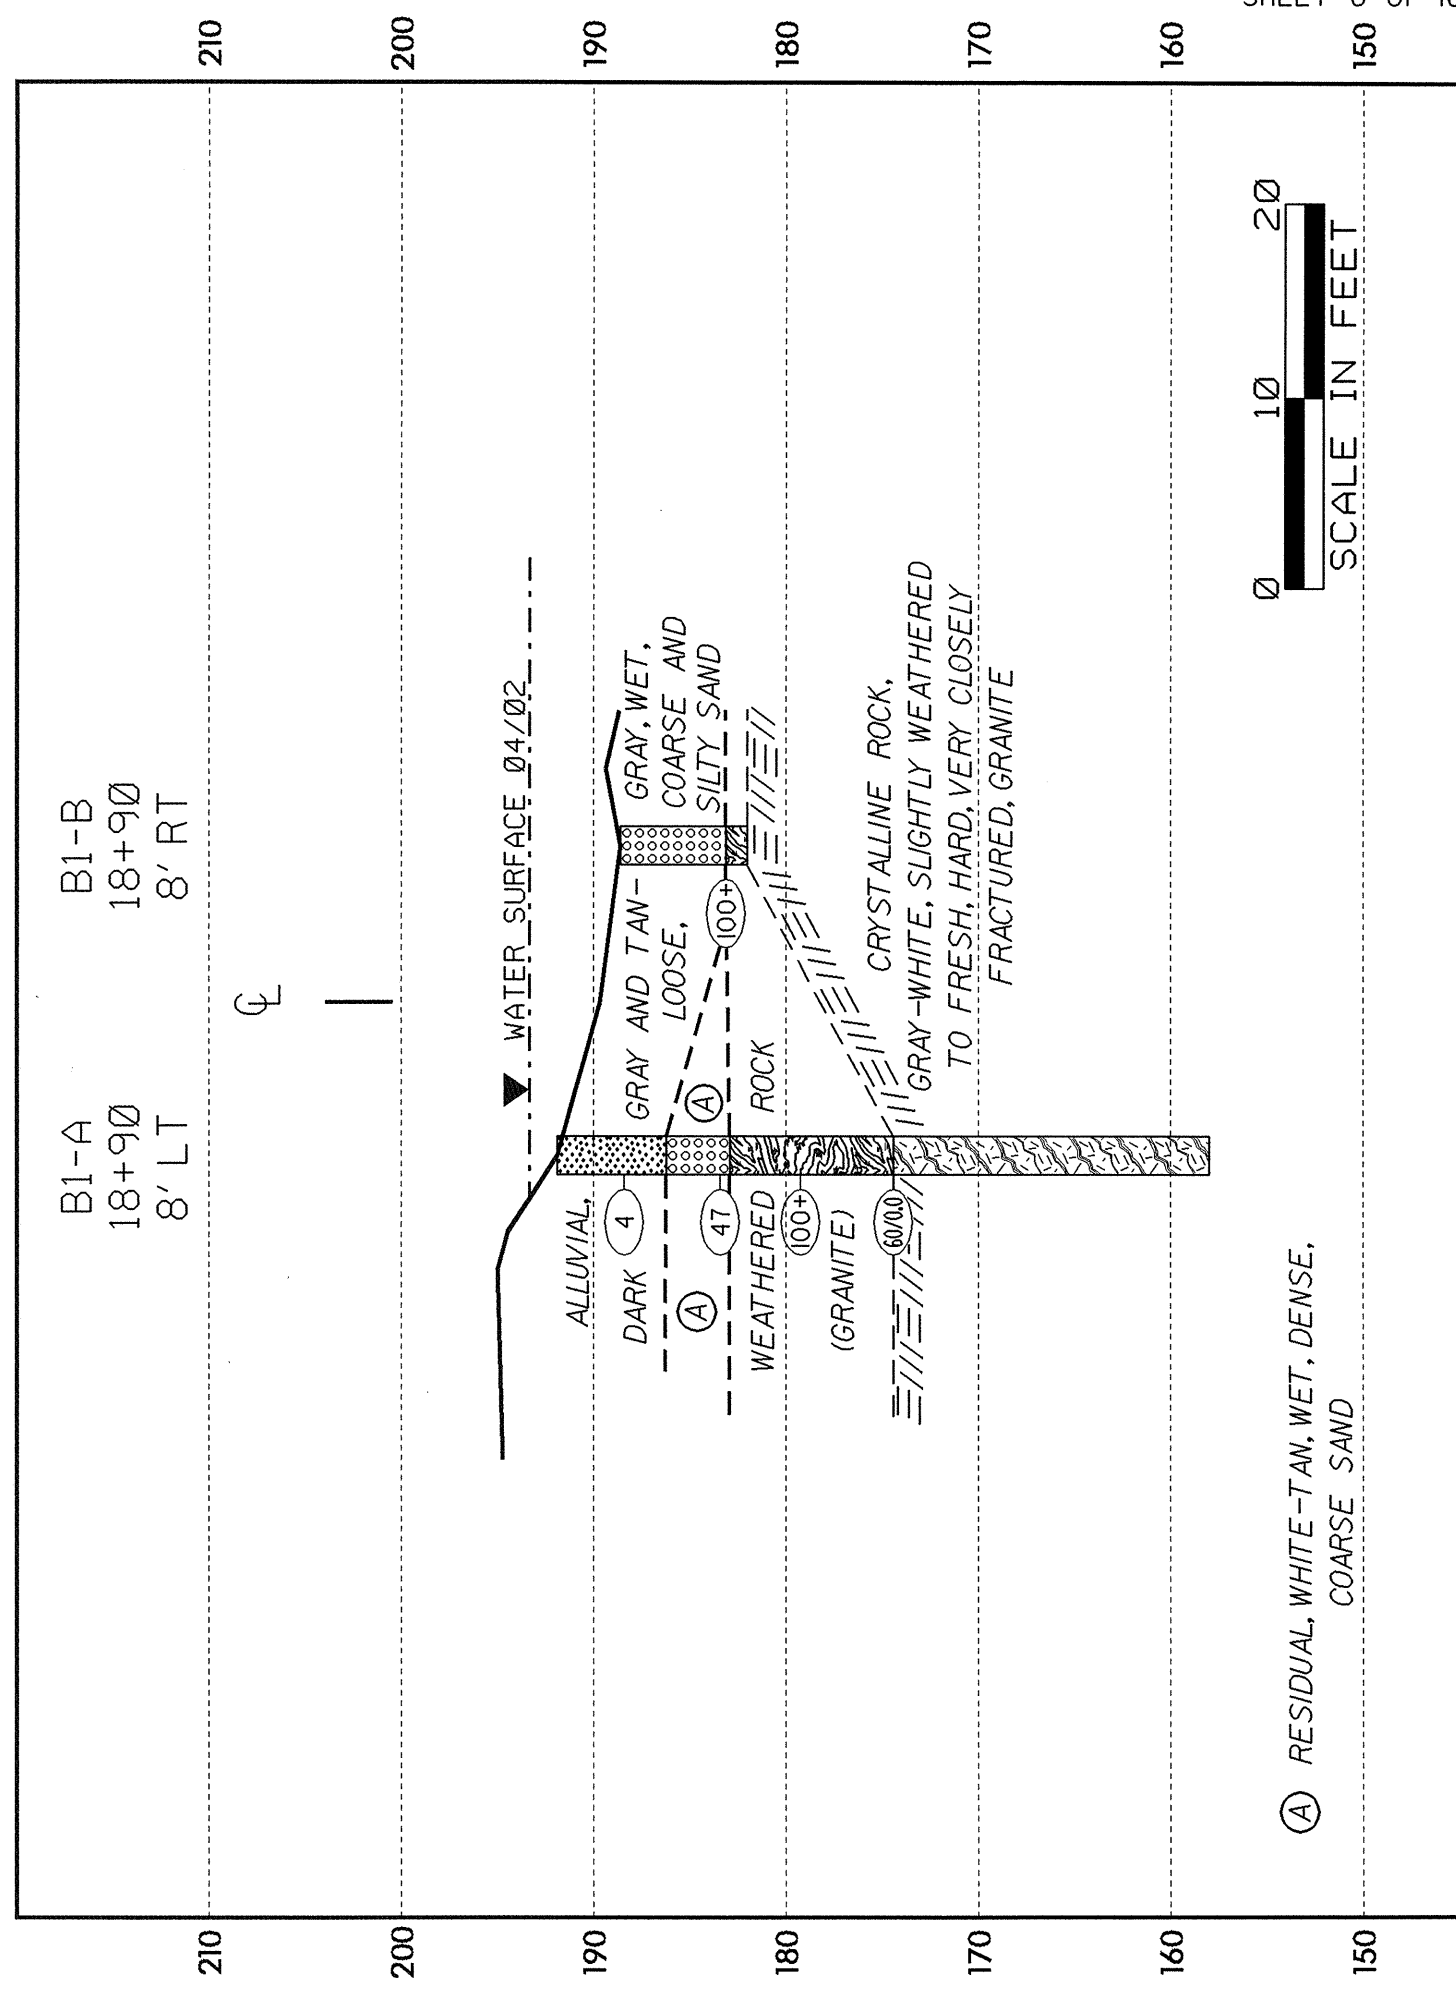 SHEET
B1-A
18+90
8' LT
B1-B
18+90
8' RT
210
210
℄
200
200
WATER SURFACE 04/02
190
190
ALLUVIAL,
DARK GRAY AND TAN- GRAY, WET,
LOOSE, COARSE AND
SILTY SAND
4
A
47
A
100+
WEATHERED ROCK
100+
(GRANITE)
60/0.0
180
180
CRYSTALLINE ROCK,
GRAY-WHITE, SLIGHTLY WEATHERED
TO FRESH, HARD, VERY CLOSELY
FRACTURED, GRANITE
170
170
160
160
A RESIDUAL, WHITE-TAN, WET, DENSE,
COARSE SAND
0 10 20
SCALE IN FEET
150
150